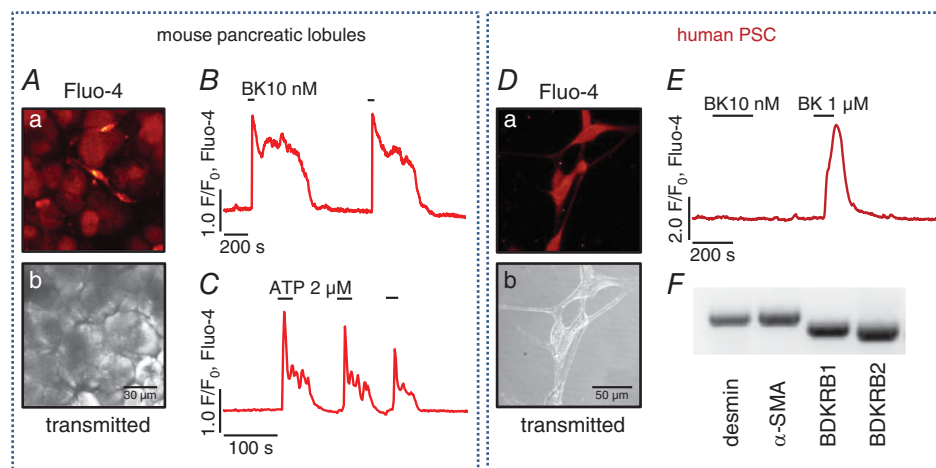 mouse pancreatic lobules
A
Fluo-4
a
b
30 µm
transmitted
B
BK10 nM
1.0 F/F0, Fluo-4
200 s
C
ATP 2 µM
1.0 F/F0, Fluo-4
100 s
human PSC
D
Fluo-4
a
b
50 µm
transmitted
E
BK10 nM BK 1 µM
2.0 F/F0, Fluo-4
200 s
F
desmin
α-SMA
BDKRB1
BDKRB2